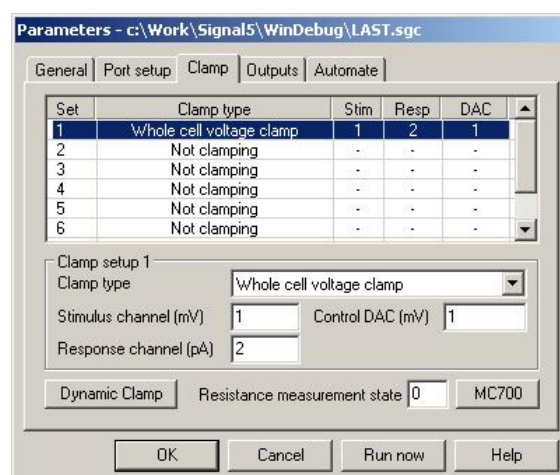 Parameters - c:\Work\Signal5\WinDebug\LAST.sgc
General Port setup Clamp Outputs Automate
Set Clamp type Stim Resp DAC
1 Whole cell voltage clamp 1 2 1
2 Not clamping - - -
3 Not clamping - - -
4 Not clamping - - -
5 Not clamping - - -
6 Not clamping - - -
Clamp setup 1
Clamp type Whole cell voltage clamp
Stimulus channel (mV) 1 Control DAC (mV) 1
Response channel (pA) 2
Dynamic Clamp Resistance measurement state 0 MC700
OK Cancel Run now Help